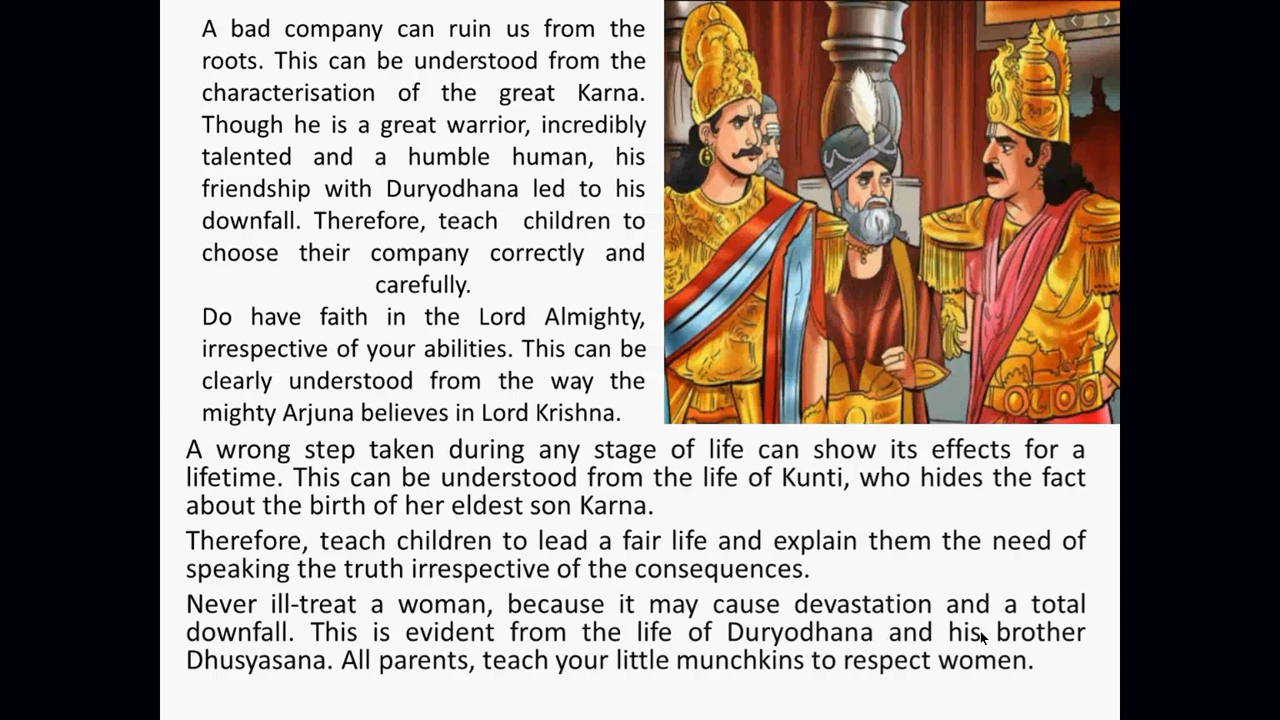 A bad company can ruin us from the
roots. This can be understood from the
characterisation of the great Karna.
Though he is a great warrior, incredibly
talented and a humble human, his
friendship with Duryodhana led to his
downfall. Therefore, teach children to
choose their company correctly and
carefully.
Do have faith in the Lord Almighty,
irrespective of your abilities. This can be
clearly understood from the way the
mighty Arjuna believes in Lord Krishna.
A wrong step taken during any stage of life can show its effects for a
lifetime. This can be understood from the life of Kunti, who hides the fact
about the birth of her eldest son Karna.
Therefore, teach children to lead a fair life and explain them the need of
speaking the truth irrespective of the consequences.
Never ill-treat a woman, because it may cause devastation and a total
downfall. This is evident from the life of Duryodhana and his brother
Dhusyasana. All parents, teach your little munchkins to respect women.